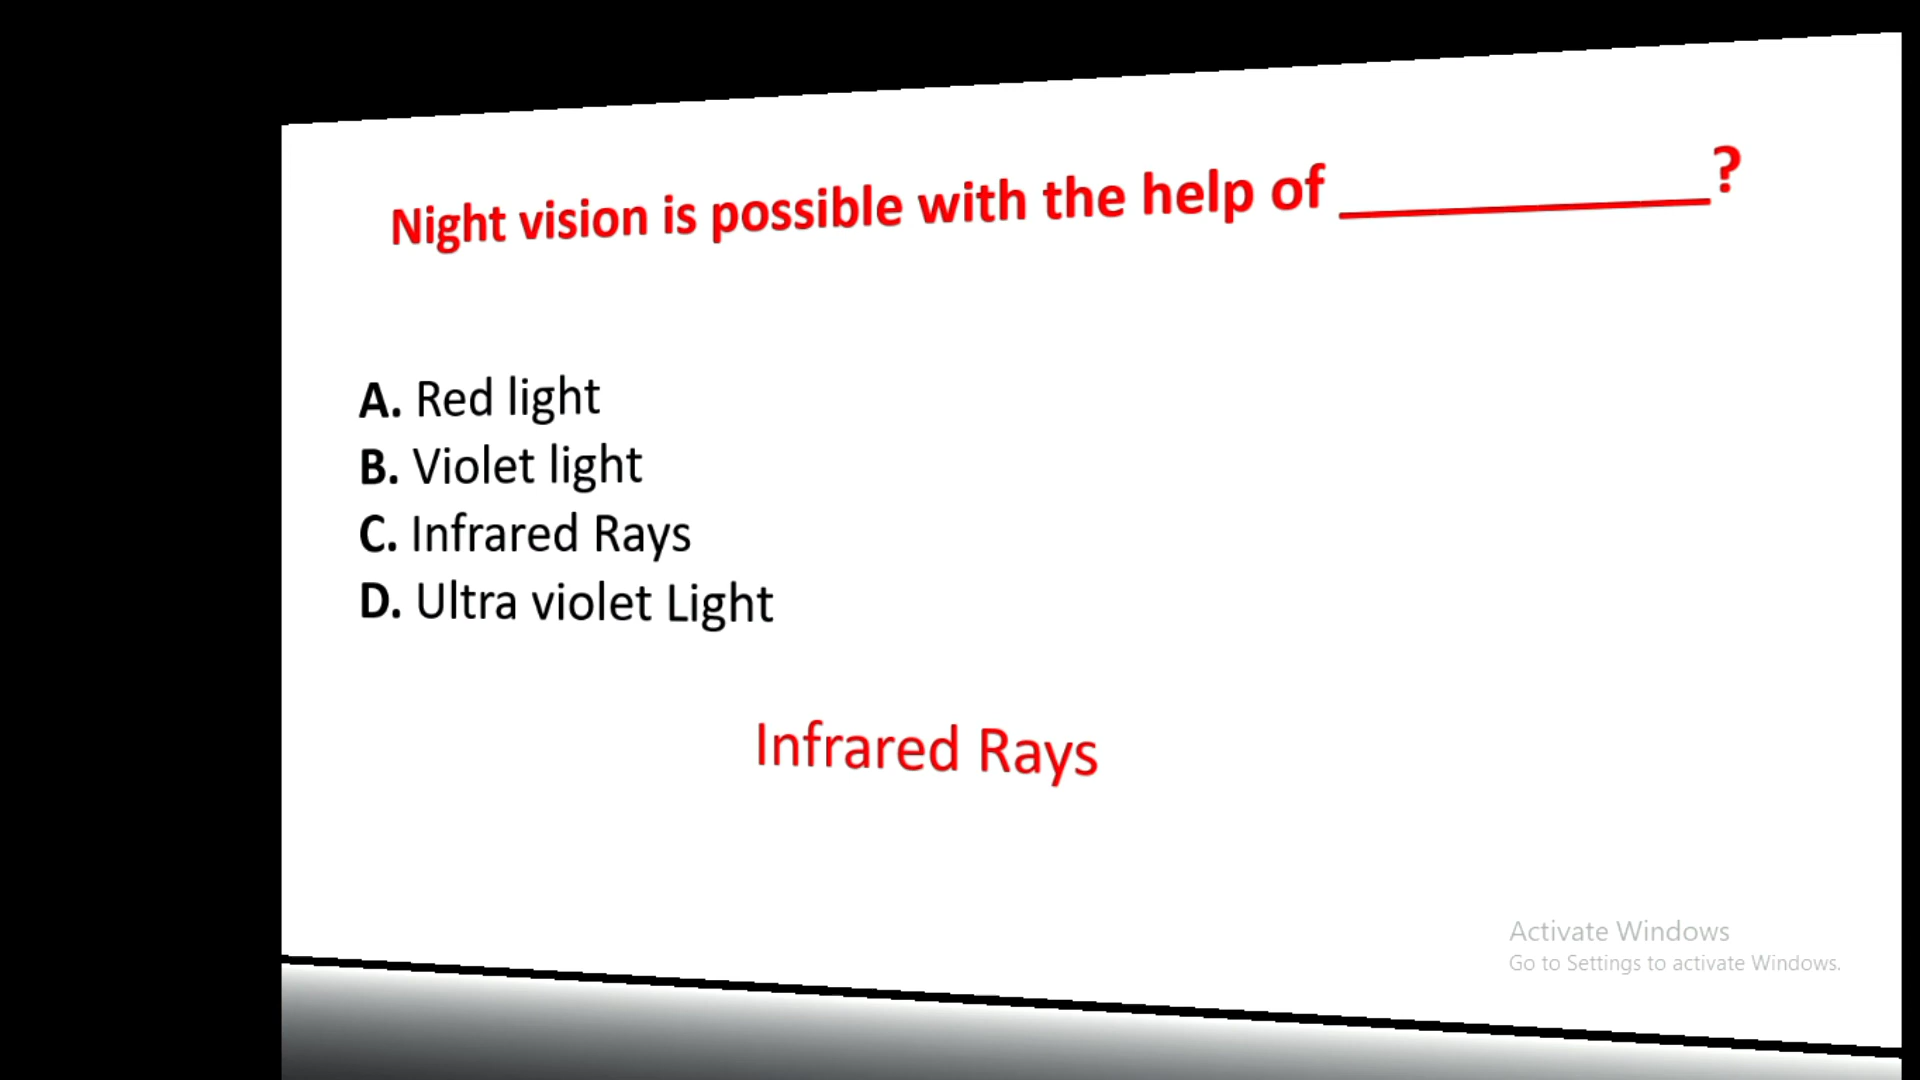 Night vision is possible with the help of ____________?
A. Red light
B. Violet light
C. Infrared Rays
D. Ultra violet Light
Infrared Rays
Activate Windows
Go to Settings to activate Windows.